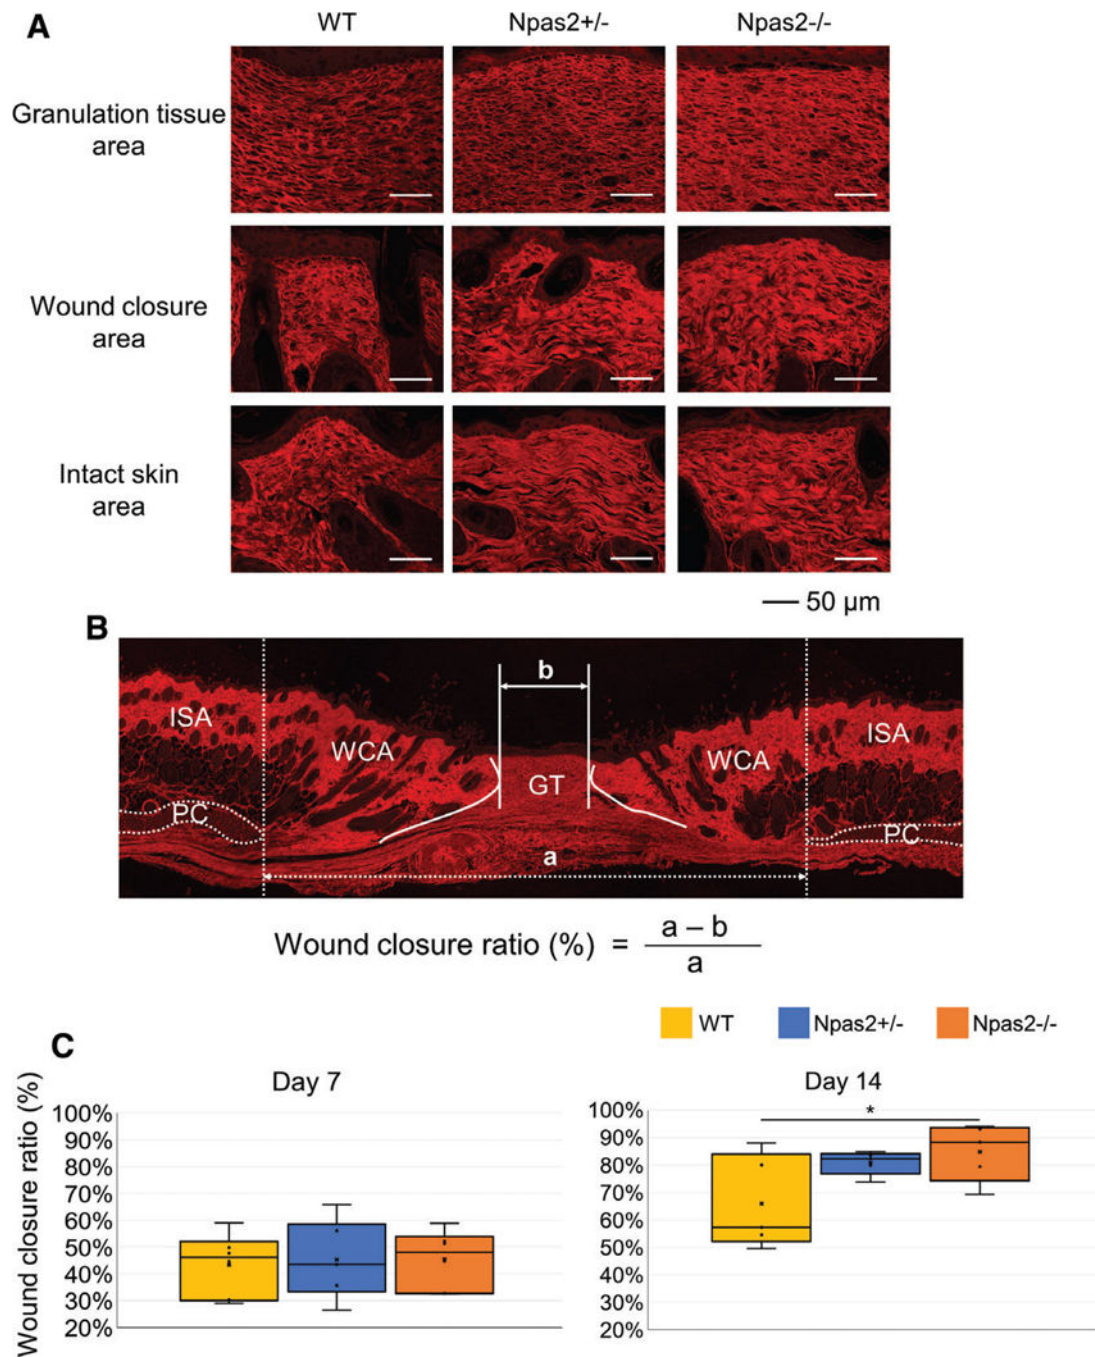 A
WT Npas2+/- Npas2-/-
Granulation tissue
area
Wound closure
area
Intact skin
area
50 μm
B
b
ISA WCA GT WCA ISA
PC PC
a
Wound closure ratio (%) = a – b
a
WT Npas2+/- Npas2-/-
C
Day 7 Day 14
Wound closure ratio (%)
100% 100%
90% 90%
80% 80%
70% 70%
60% 60%
50% 50%
40% 40%
30% 30%
20% 20%
*